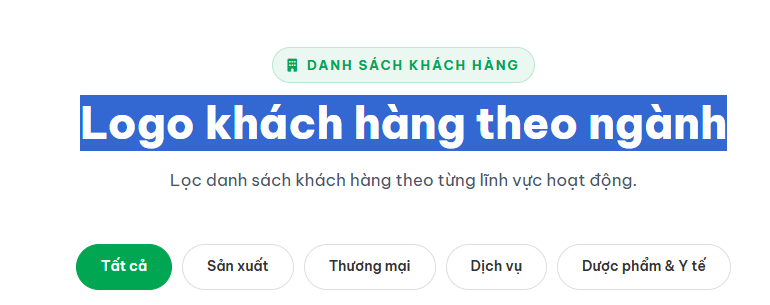 DANH SÁCH KHÁCH HÀNG
Logo khách hàng theo ngành
Lọc danh sách khách hàng theo từng lĩnh vực hoạt động.
Tất cả Sản xuất Thương mại Dịch vụ Dược phẩm & Y tế